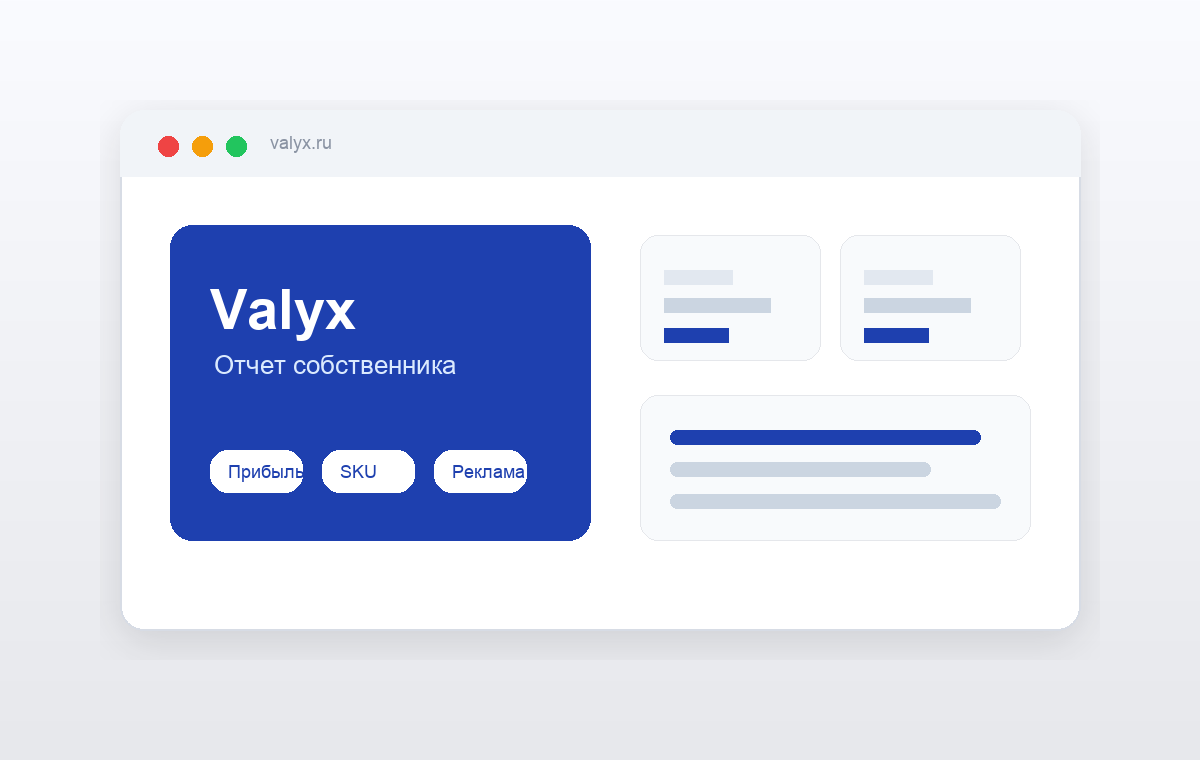 valyx.ru
Valyx
Отчет собственника
Прибыль
SKU
Реклама